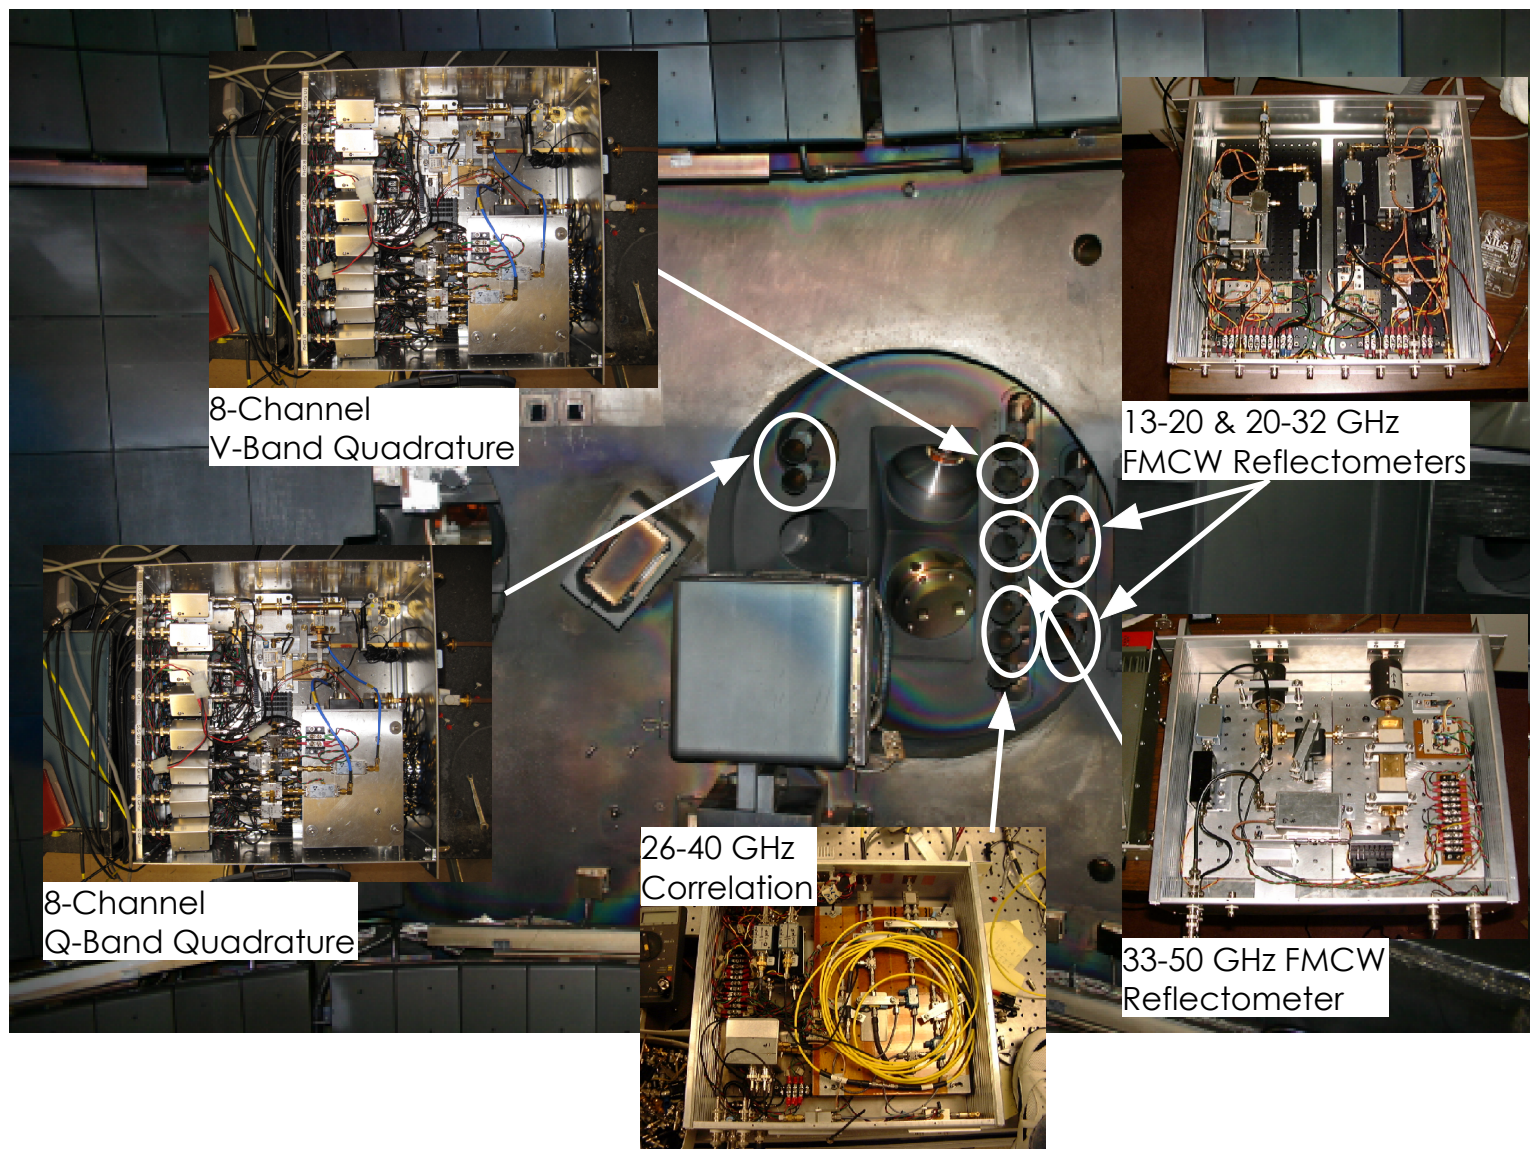 8-Channel
V-Band Quadrature
13-20 & 20-32 GHz
FMCW Reflectometers
8-Channel
Q-Band Quadrature
26-40 GHz
Correlation
33-50 GHz FMCW
Reflectometer